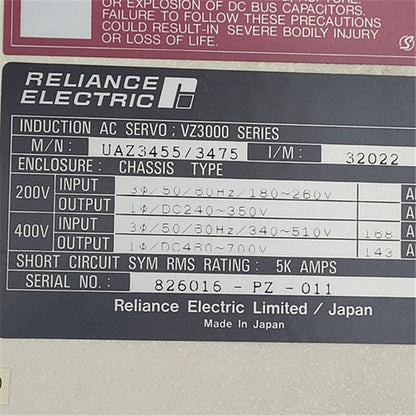 OR EXPLOSION OF DC BUS CAPACITORS.
FAILURE TO FOLLOW THESE PRECAUTIONS
COULD RESULT-IN SEVERE BODILY INJURY
OR LOSS OF LIFE.
RELIANCE
ELECTRIC
INDUCTION AC SERVO ; VZ3000 SERIES
M/N: UAZ3455/3475 I/M: 32022
ENCLOSURE: CHASSIS TYPE
200V INPUT 3φ/50/60Hz/180~260V A
OUTPUT 1φ/DC240~350V
400V INPUT 3φ/50/60Hz/340~510V 168 A
OUTPUT 1φ/DC460~700V 143 A
SHORT CIRCUIT SYM RMS RATING: 5K AMPS
SERIAL NO.: 826016 - PZ - 011
Reliance Electric Limited / Japan
Made in Japan